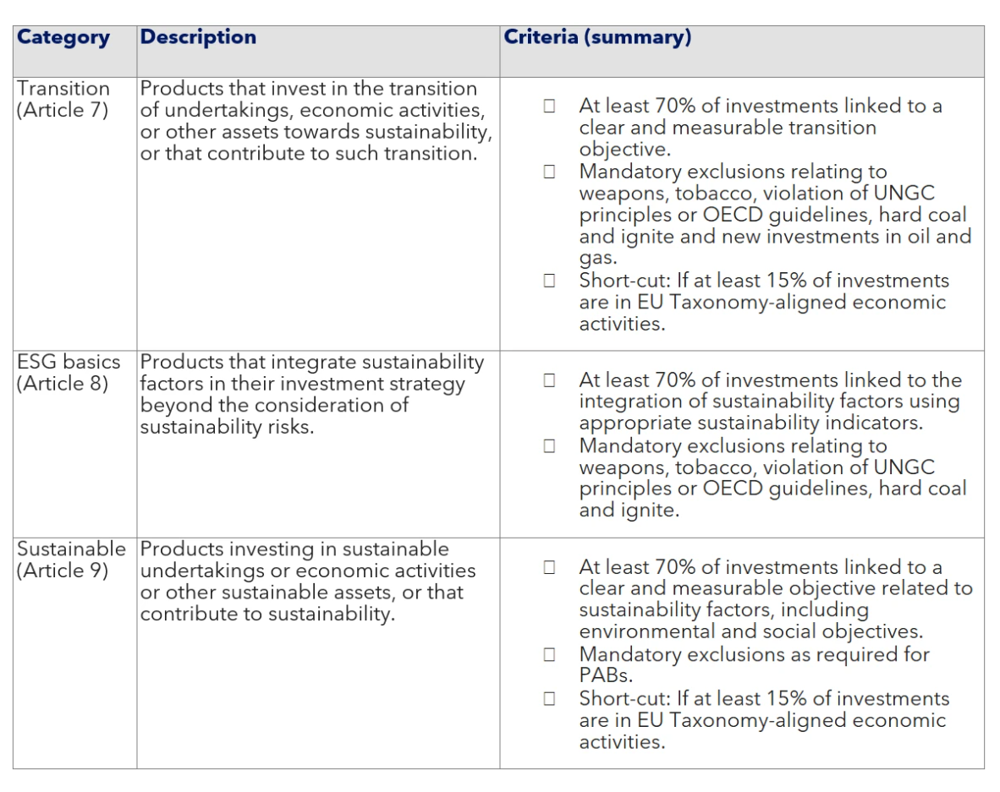 Category
Description
Criteria (summary)
Transition
(Article 7)
Products that invest in the transition
of undertakings, economic activities,
or other assets towards sustainability,
or that contribute to such transition.
At least 70% of investments linked to a
clear and measurable transition
objective.
Mandatory exclusions relating to
weapons, tobacco, violation of UNGC
principles or OECD guidelines, hard coal
and ignite and new investments in oil and
gas.
Short-cut: If at least 15% of investments
are in EU Taxonomy-aligned economic
activities.
ESG basics
(Article 8)
Products that integrate sustainability
factors in their investment strategy
beyond the consideration of
sustainability risks.
At least 70% of investments linked to the
integration of sustainability factors using
appropriate sustainability indicators.
Mandatory exclusions relating to
weapons, tobacco, violation of UNGC
principles or OECD guidelines, hard coal
and ignite.
Sustainable
(Article 9)
Products investing in sustainable
undertakings or economic activities
or other sustainable assets, or that
contribute to sustainability.
At least 70% of investments linked to a
clear and measurable objective related to
sustainability factors, including
environmental and social objectives.
Mandatory exclusions as required for
PABs.
Short-cut: If at least 15% of investments
are in EU Taxonomy-aligned economic
activities.